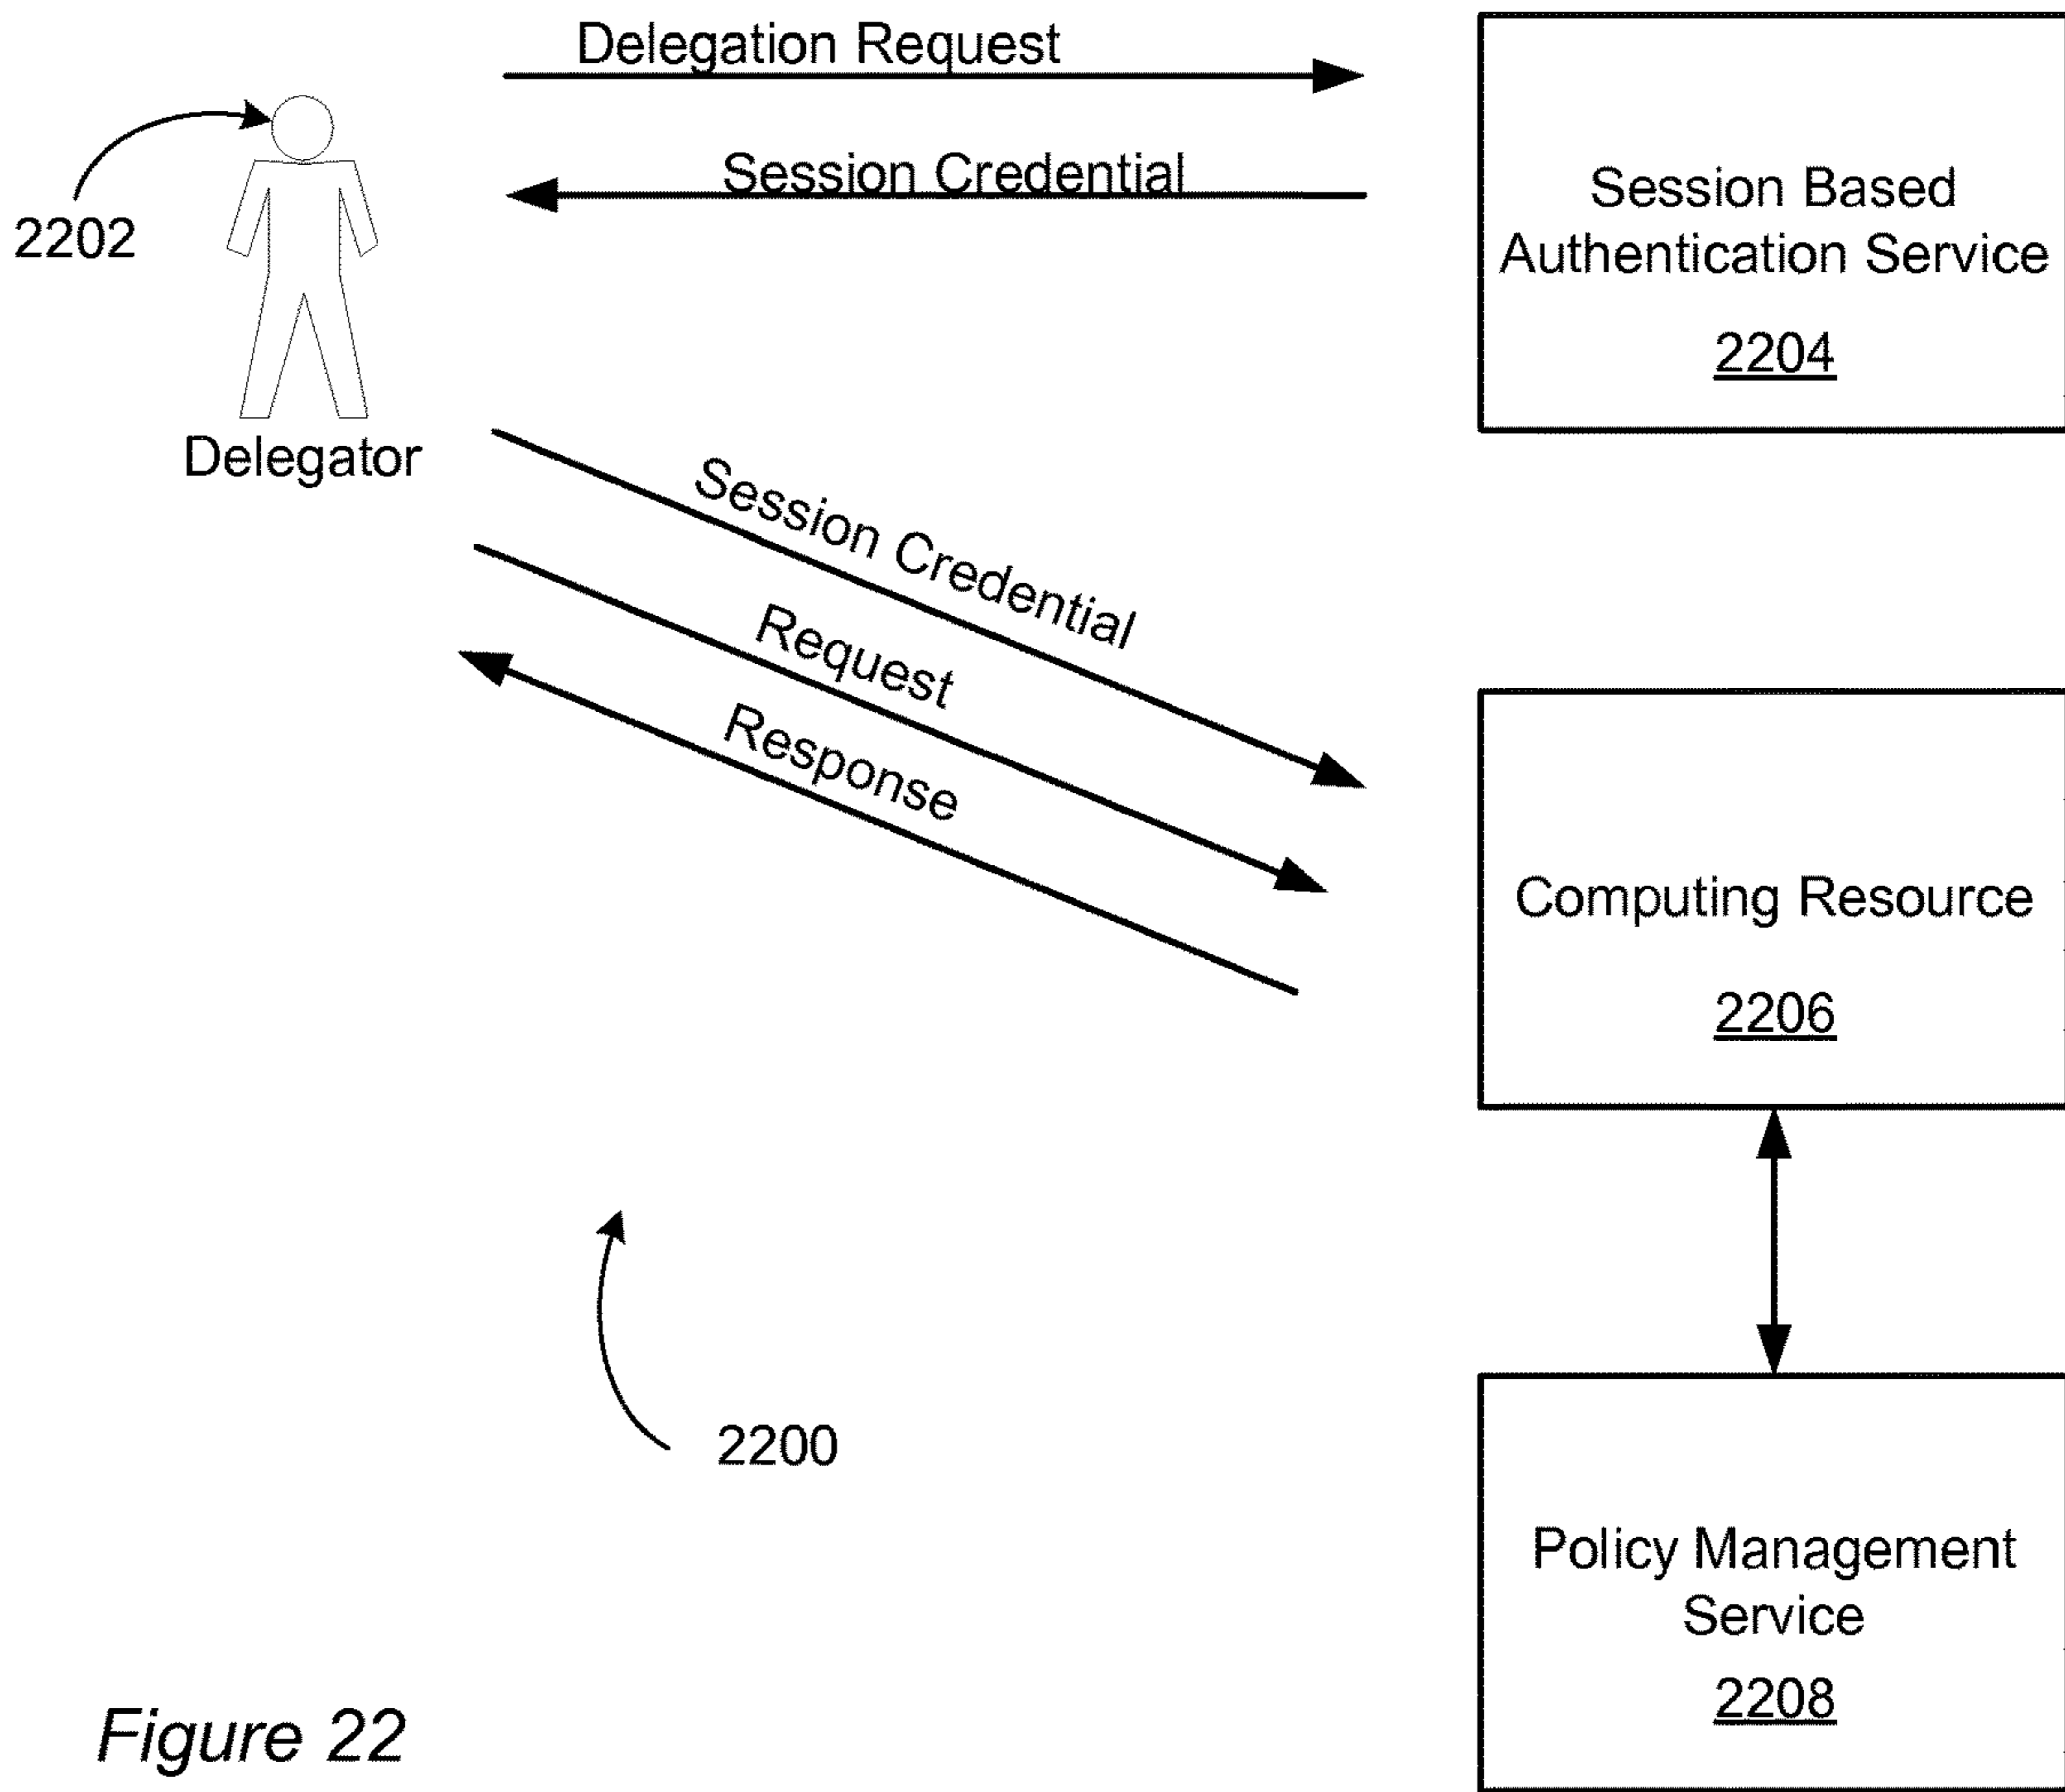 Delegation Request
Session Credential
2202
Delegator
Session Based
Authentication Service
2204
Session Credential
Request
Response
Computing Resource
2206
2200
Policy Management
Service
2208
Figure 22